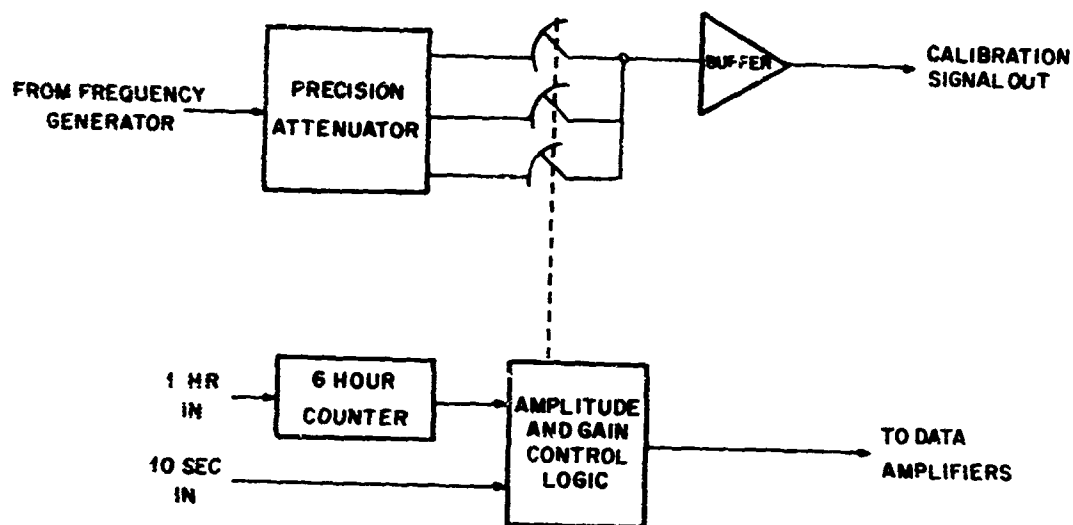 FROM FREQUENCY
GENERATOR
PRECISION
ATTENUATOR
BUFFER
CALIBRATION
SIGNAL OUT
1 HR
IN
6 HOUR
COUNTER
10 SEC
IN
AMPLITUDE
AND GAIN
CONTROL
LOGIC
TO DATA
AMPLIFIERS